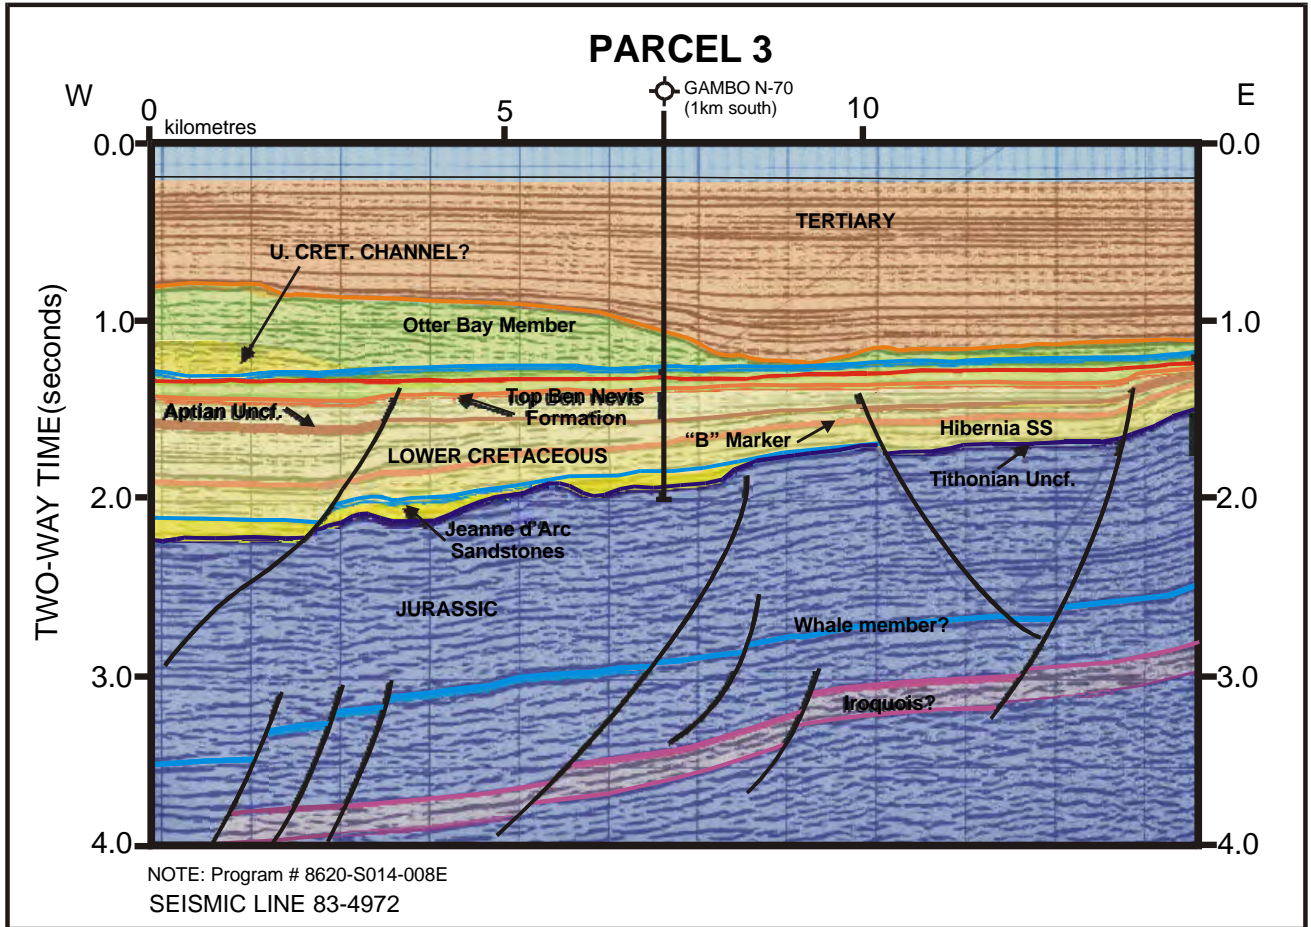 PARCEL 3
W
E
GAMBO N-70
(1km south)
0
5
10
kilometres
0.0
0.0
TERTIARY
U. CRET. CHANNEL?
1.0
1.0
Otter Bay Member
TWO-WAY TIME(seconds)
Top Ben Nevis
Formation
Aptian Uncf.
"B" Marker
Hibernia SS
LOWER CRETACEOUS
Tithonian Uncf.
2.0
2.0
Jeanne d'Arc
Sandstones
JURASSIC
Whale member?
3.0
3.0
Iroquois?
4.0
4.0
NOTE: Program # 8620-S014-008E
SEISMIC LINE 83-4972